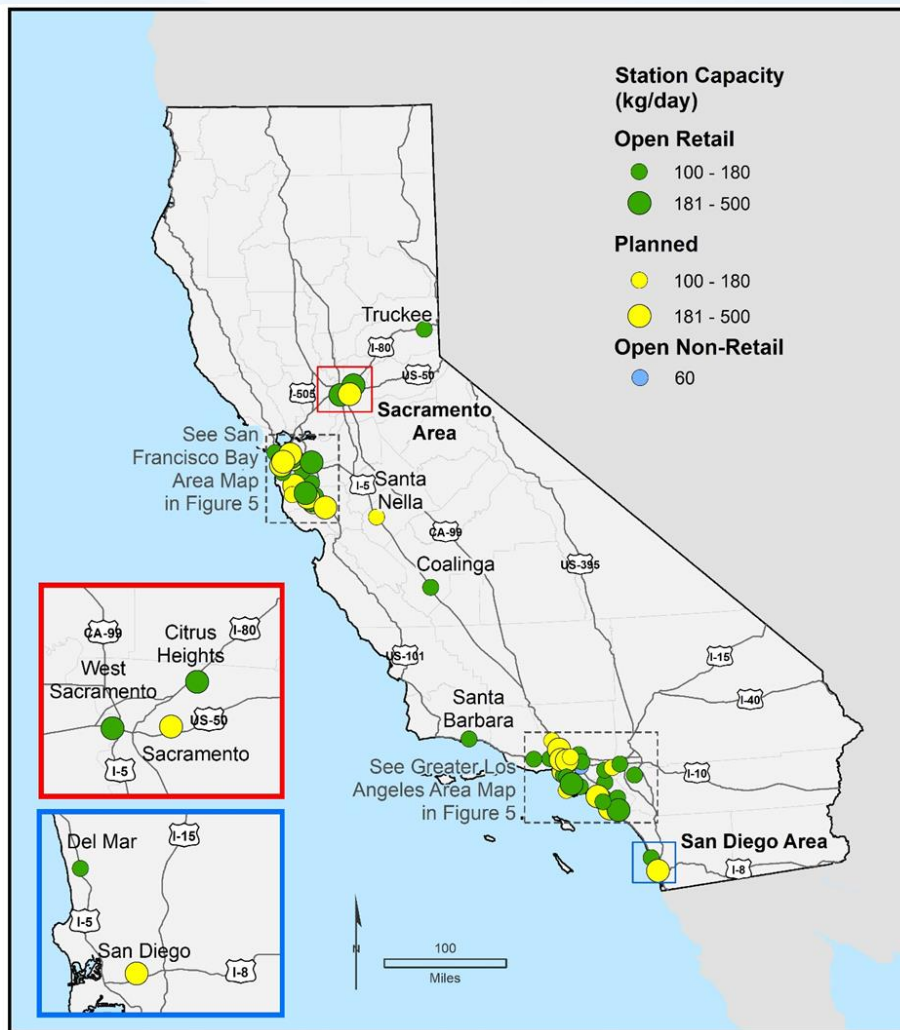 Station Capacity
(kg/day)
Open Retail
100 - 180
181 - 500
Planned
100 - 180
181 - 500
Open Non-Retail
60
Truckee
I-80
US-50
I-505
Sacramento
Area
See San
Francisco Bay
Area Map
in Figure 5
I-5
Santa
Nella
CA-99
Coalinga
US-395
US-101
I-15
I-40
Santa
Barbara
See Greater Los
Angeles Area Map
in Figure 5
I-10
San Diego Area
I-8
CA-99
Citrus
Heights
I-80
West
Sacramento
US-50
Sacramento
I-5
Del Mar
I-15
I-5
San Diego
I-8
N
100
Miles